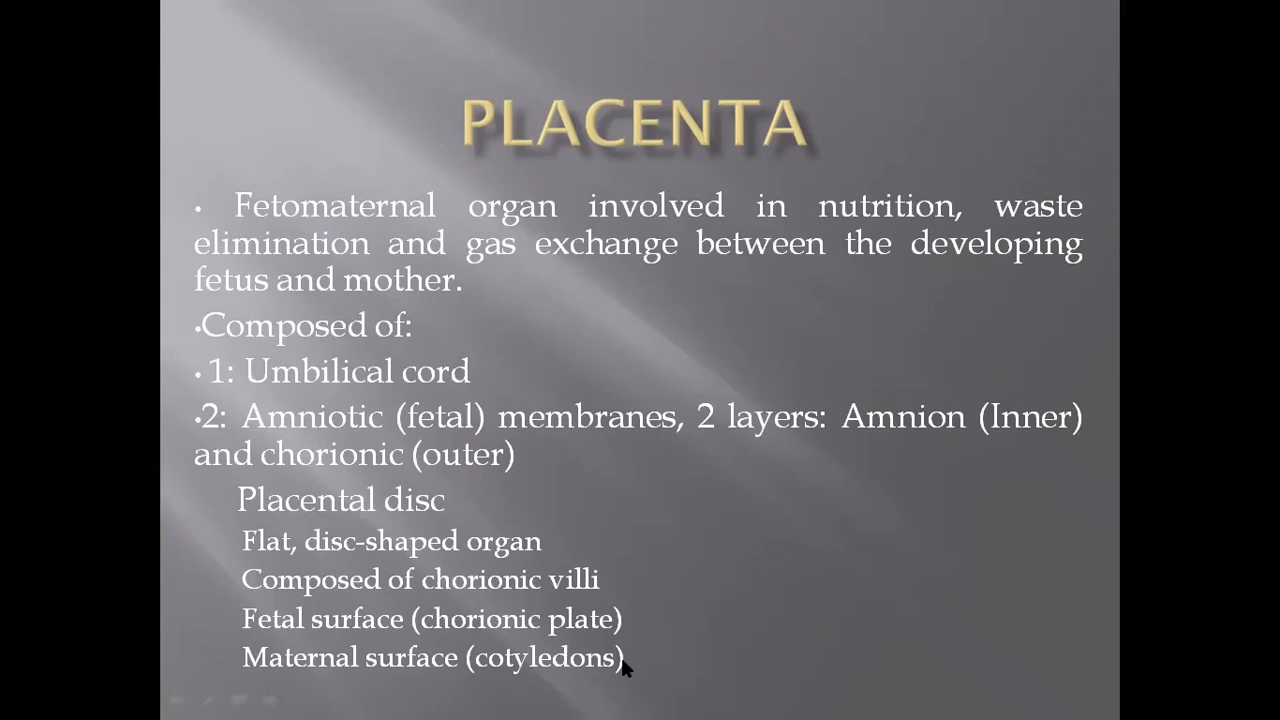 PLACENTA
• Fetomaternal organ involved in nutrition, waste
elimination and gas exchange between the developing
fetus and mother.
•Composed of:
• 1: Umbilical cord
•2: Amniotic (fetal) membranes, 2 layers: Amnion (Inner)
and chorionic (outer)
Placental disc
Flat, disc-shaped organ
Composed of chorionic villi
Fetal surface (chorionic plate)
Maternal surface (cotyledons)